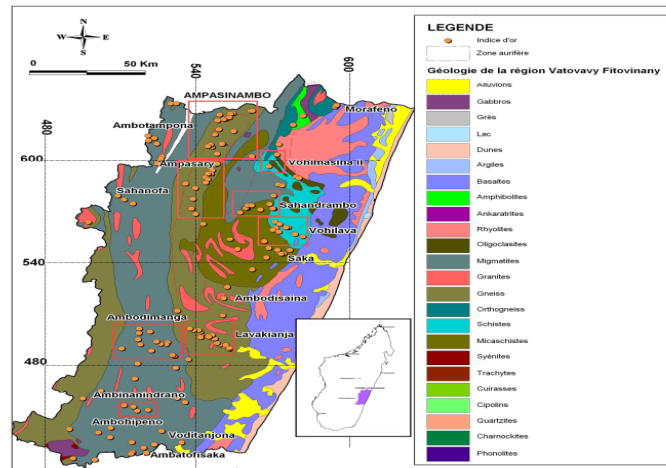 N
W
E
S
0
50 Km
480
540
600
AMPASINAMBO
Morafeno
Ambotampona
600
Ampasary
Vohimasina II
Sahanofa
Sahandrambo
Vohilava
540
Saka
Ambodisaina
Ambodimanga
Lavakianja
480
Ambinanindrano
Ambohipeno
Voditanjona
Ambatofisaka
LEGENDE
Indice d'or
Zone aurifère
Géologie de la région Vatovavy Fitovinany
Alluvions
Gabbros
Grès
Lac
Dunes
Argiles
Basaltes
Amphibolites
Ankaratrites
Rhyolites
Oligoclasites
Migmatites
Granites
Gneiss
Orthogneiss
Schistes
Micaschistes
Syénites
Trachytes
Cuirasses
Cipolins
Quartzites
Charnockites
Phonolites